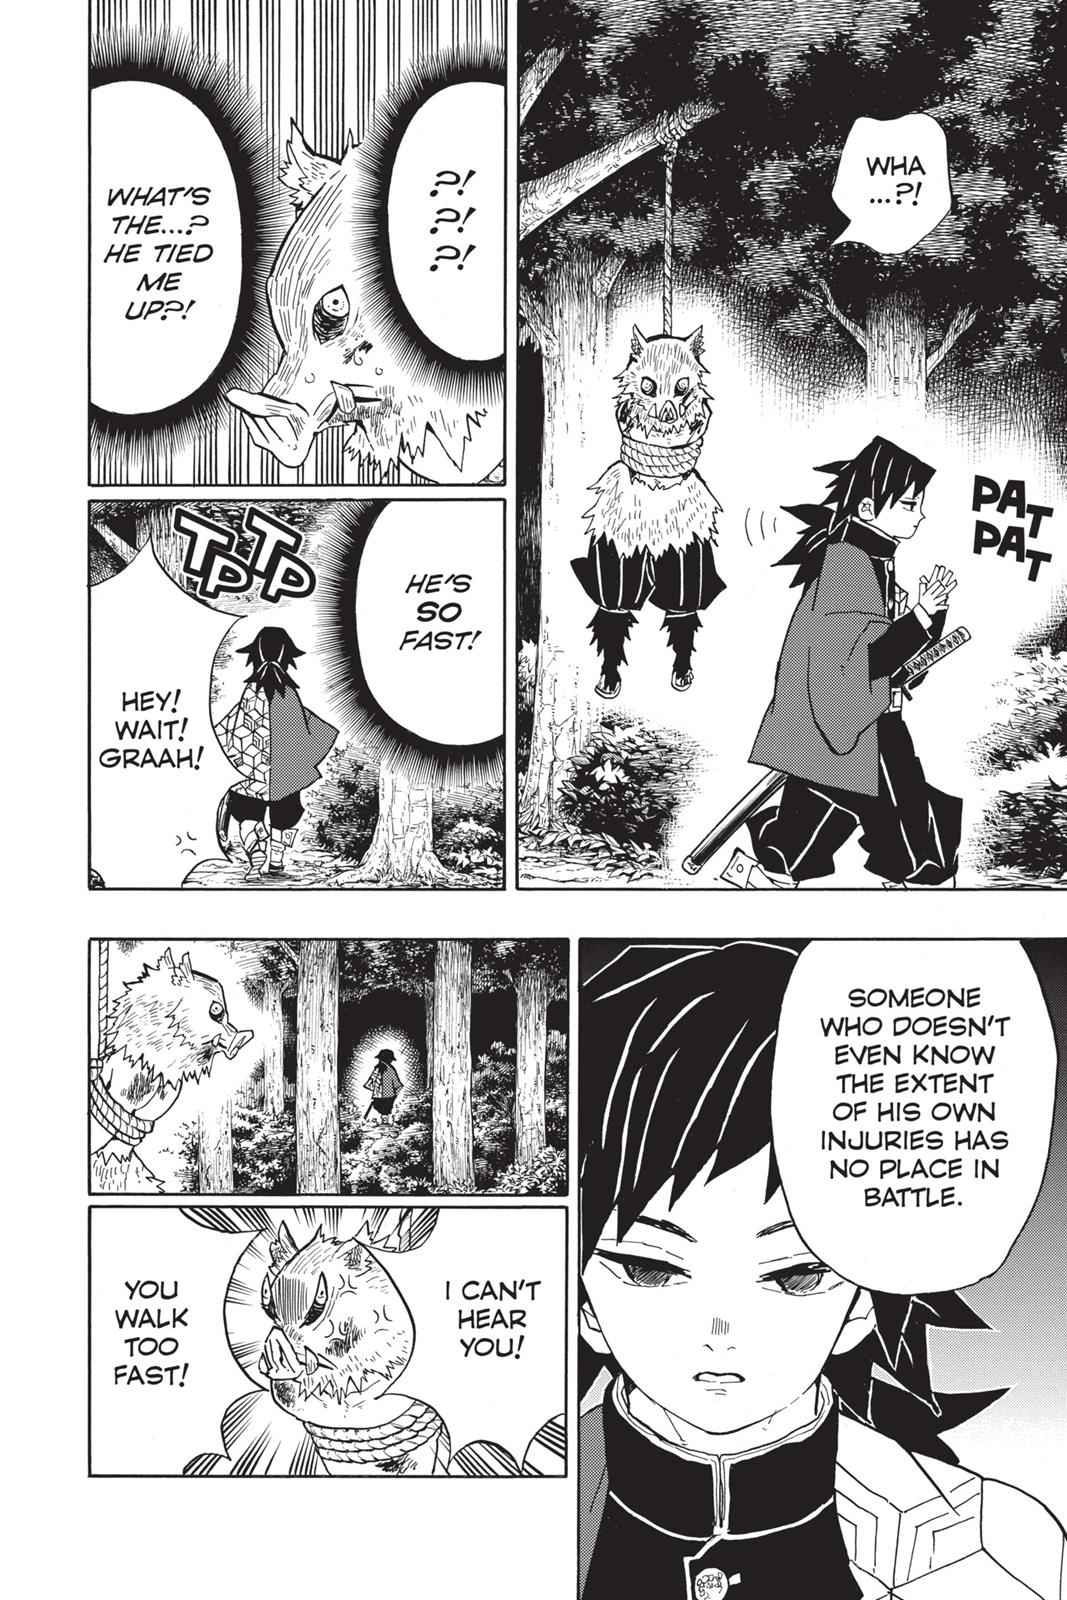 WHA
...?!
PAT
PAT
?!
?!
?!
WHAT'S
THE...?
HE TIED
ME
UP?!
HE'S
SO
FAST!
TP
TP
HEY!
WAIT!
GRAAH!
SOMEONE
WHO DOESN'T
EVEN KNOW
THE EXTENT
OF HIS OWN
INJURIES HAS
NO PLACE IN
BATTLE.
I CAN'T
HEAR
YOU!
YOU
WALK
TOO
FAST!